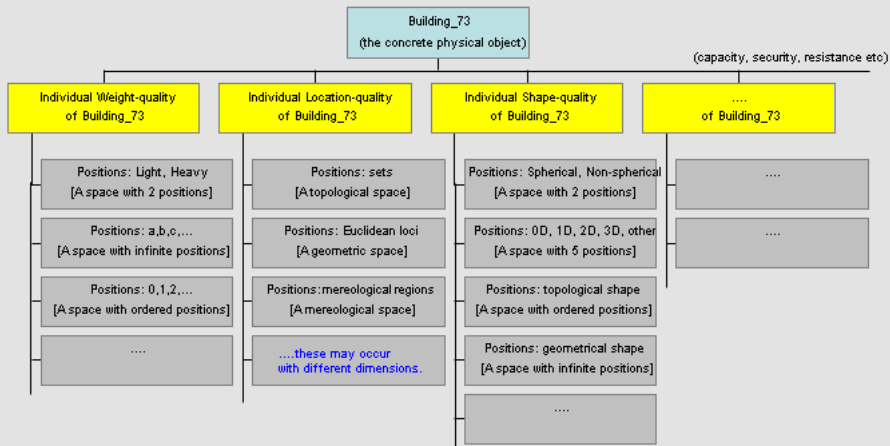 Building_73
(the concrete physical object)
(capacity, security, resistance etc)
Individual Weight-quality
of Building_73
Individual Location-quality
of Building_73
Individual Shape-quality
of Building_73
....
of Building_73
Positions: Light, Heavy
[A space with 2 positions]
Positions: a,b,c,...
[A space with infinite positions]
Positions: 0,1,2,...
[A space with ordered positions]
....
Positions: sets
[A topological space]
Positions: Euclidean loci
[A geometric space]
Positions:mereological regions
[A mereological space]
....these may occur
with different dimensions.
Positions: Spherical, Non-spherical
[A space with 2 positions]
Positions: 0D, 1D, 2D, 3D, other
[A space with 5 positions]
Positions: topological shape
[A space with ordered positions]
Positions: geometrical shape
[A space with infinite positions]
....
....
....